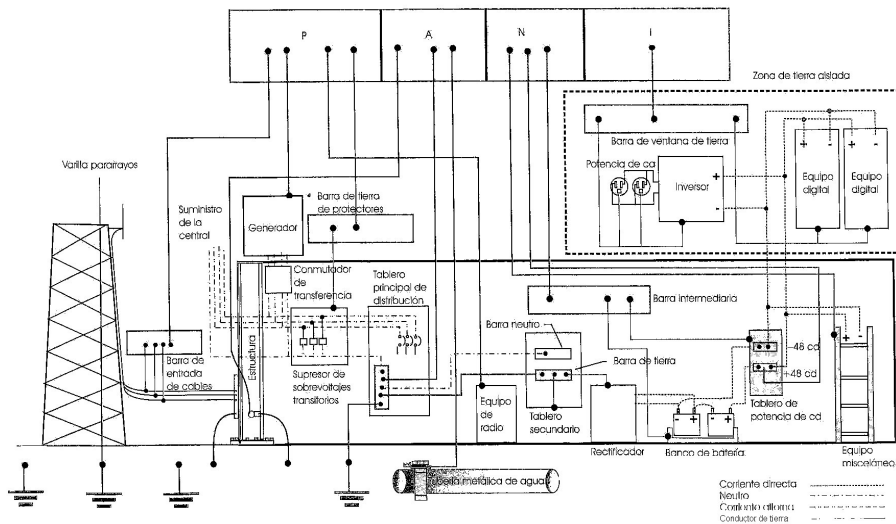 P A N I
Zona de tierra aislada
Barra de ventana de tierra
Potencia de ca
Inversor
+
-
+ -
Equipo
digital
+ -
Equipo
digital
Varilla pararrayos
Suministro
de la
central
Generador
Barra de tierra
de protectores
Conmutador
de
transferencia
Tablero
principal de
distribución
Barra intermediaria
Barra neutro
Barra de tierra
Barra de
entrada
de cables
Estructura
Supresor de
sobrevoltajes
transitorios
Equipo
de
radio
Tablero
secundario
Rectificador
- + - +
Banco de batería
-48 cd
+48 cd
Tablero de
potencia de cd
+ -
Equipo
misceláneo
metálica de agua
Corriente directa
Neutro
Corriente alterna
Conductor de tierra